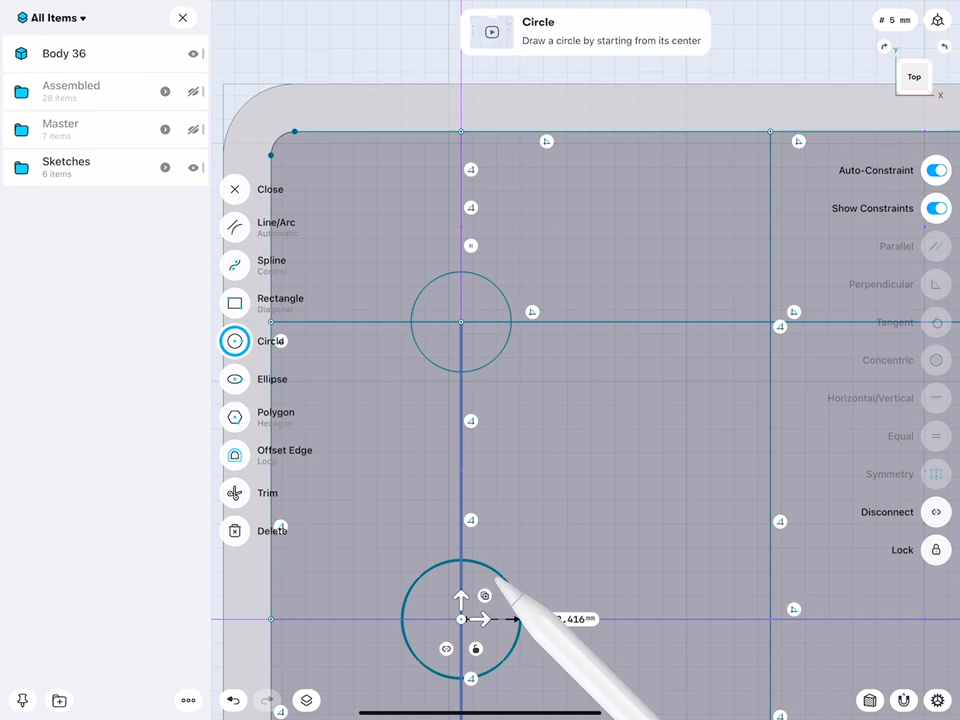 All Items
Body 36
Assembled
28 items
Master
7 items
Sketches
6 items
Circle
Draw a circle by starting from its center
# 5 mm
y
Top
x
Close
Line/Arc
Automatic
Spline
Control
Rectangle
Diagonal
Circle
Ellipse
Polygon
Hexagon
Offset Edge
Loop
Trim
Delete
Auto-Constraint
Show Constraints
Parallel
Perpendicular
Tangent
Concentric
Horizontal/Vertical
Equal
Symmetry
Disconnect
Lock